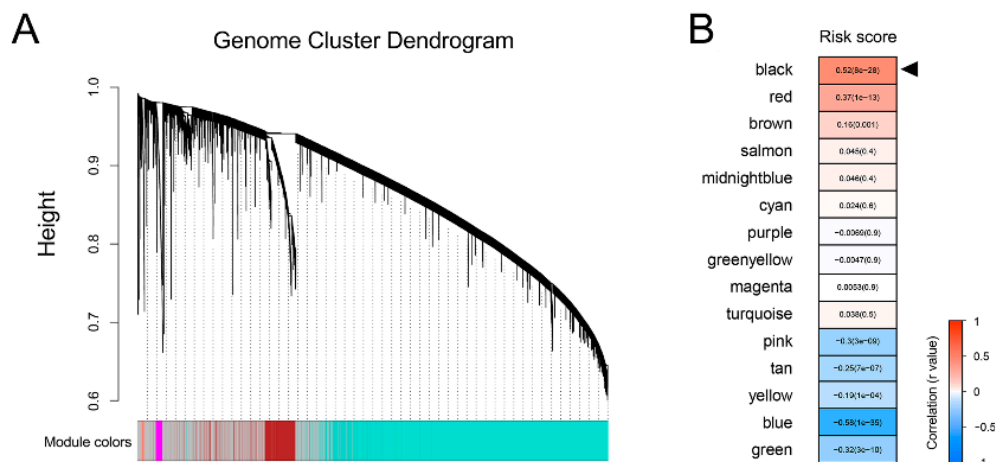 A
Genome Cluster Dendrogram
Height
1.0
0.9
0.8
0.7
0.6
Module colors
B
Risk score
black 0.52(8e−28)
red 0.37(1e−13)
brown 0.16(0.001)
salmon 0.045(0.4)
midnightblue 0.046(0.4)
cyan 0.024(0.6)
purple −0.0069(0.9)
greenyellow −0.0047(0.9)
magenta 0.0053(0.9)
turquoise 0.038(0.5)
pink −0.3(3e−09)
tan −0.25(7e−07)
yellow −0.19(1e−04)
blue −0.58(1e−35)
green −0.32(3e−10)
Correlation (r value)
1
0.5
0
−0.5
−1